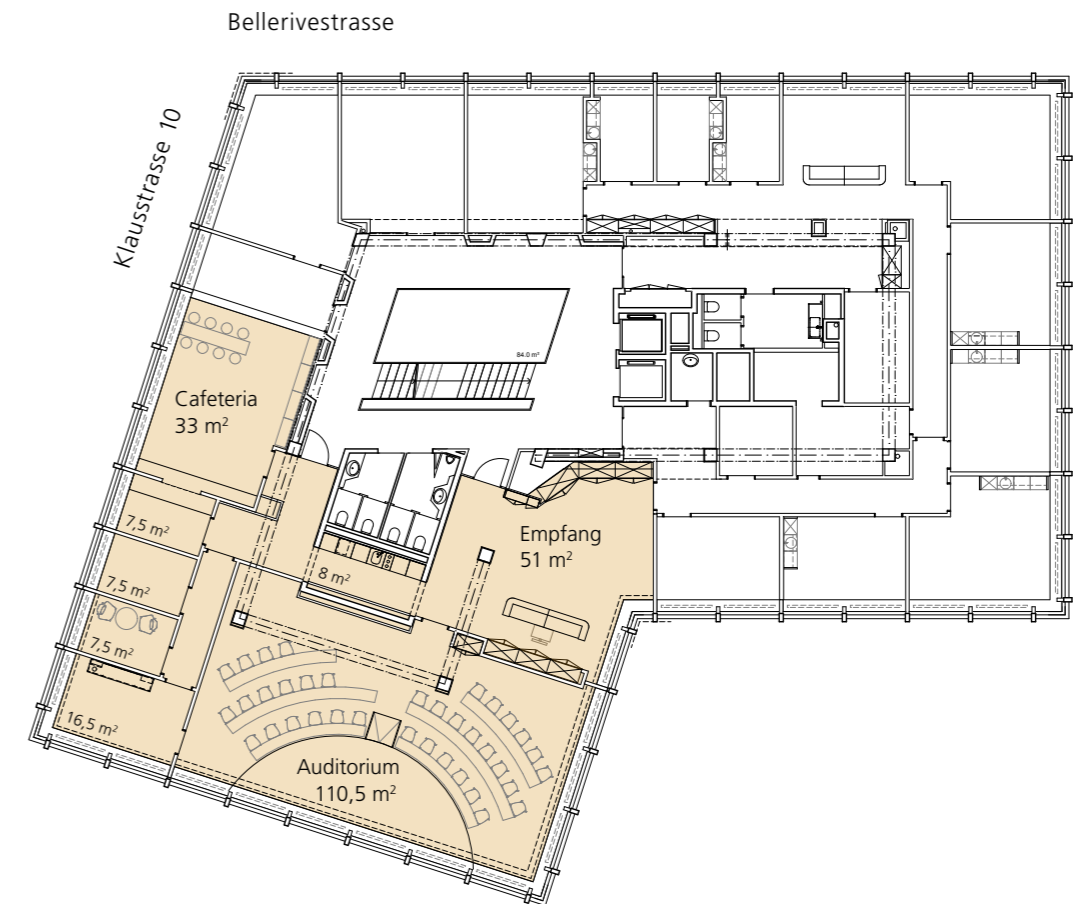 Bellerivestrasse
Klausstrasse 10
84.0 m²
Cafeteria
33 m²
7,5 m²
Empfang
51 m²
8 m²
7,5 m²
7,5 m²
16,5 m²
Auditorium
110,5 m²